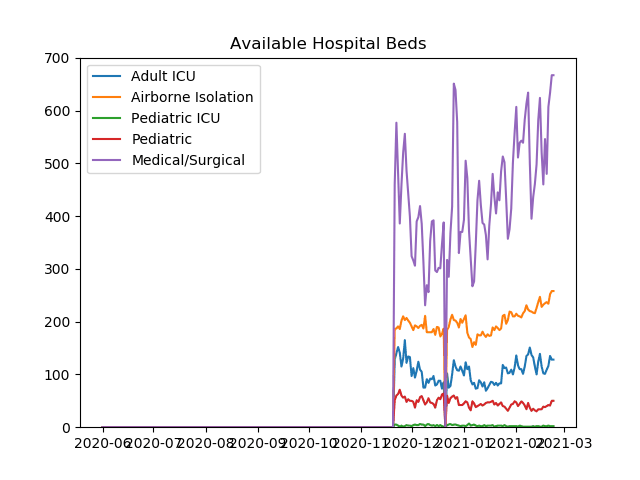 Available Hospital Beds
700
600
500
400
300
200
100
0
Adult ICU
Airborne Isolation
Pediatric ICU
Pediatric
Medical/Surgical
2020-06 2020-07 2020-08 2020-09 2020-10 2020-11 2020-12 2021-01 2021-02 2021-03